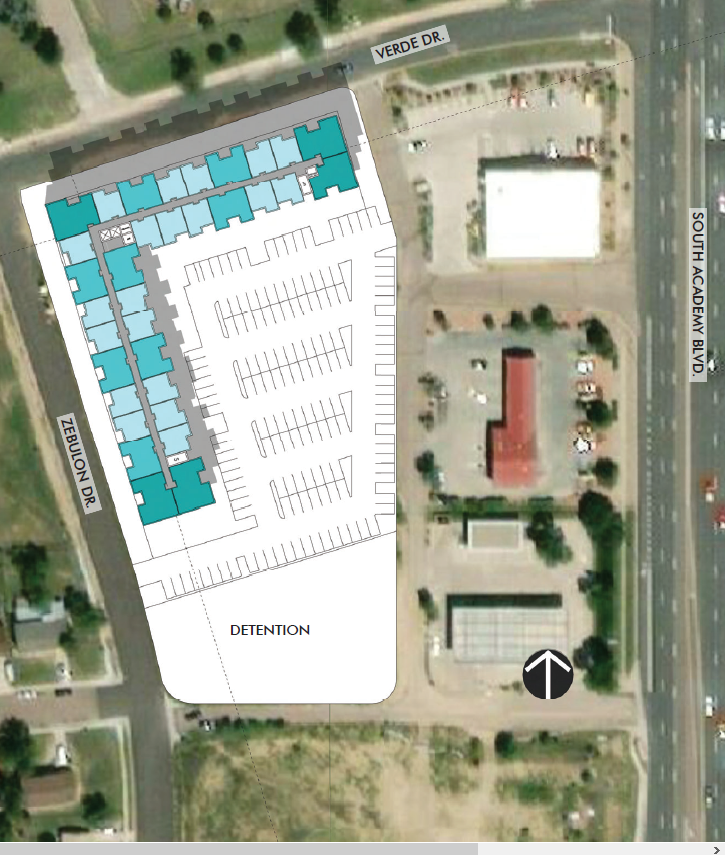 VERDE DR.
SOUTH ACADEMY BLVD.
ZEBULON DR.
DETENTION